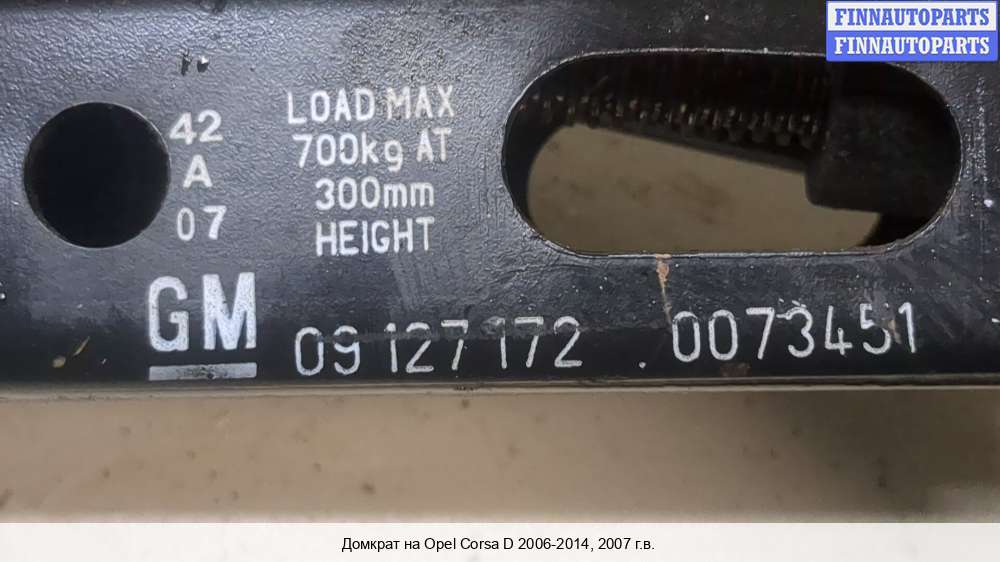 FINNAUTOPARTS
FINNAUTOPARTS
42
A
07
LOAD MAX
700kg AT
300mm
HEIGHT
GM
09 127 172 . 0073451
Домкрат на Opel Corsa D 2006-2014, 2007 г.в.